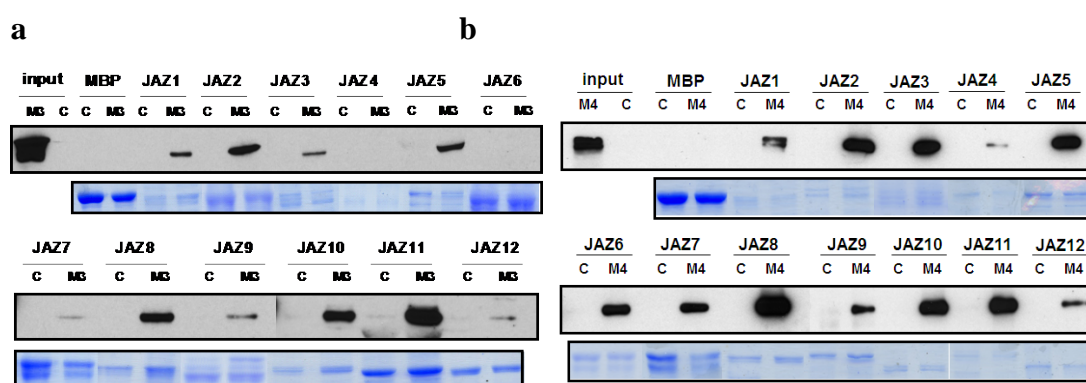 a
input MBP JAZ1 JAZ2 JAZ3 JAZ4 JAZ5 JAZ6
M3 C C M3 C M3 C M3 C M3 C M3 C M3 C M3
JAZ7 JAZ8 JAZ9 JAZ10 JAZ11 JAZ12
C M3 C M3 C M3 C M3 C M3 C M3
b
input MBP JAZ1 JAZ2 JAZ3 JAZ4 JAZ5
M4 C C M4 C M4 C M4 C M4 C M4 C M4
JAZ6 JAZ7 JAZ8 JAZ9 JAZ10 JAZ11 JAZ12
C M4 C M4 C M4 C M4 C M4 C M4 C M4